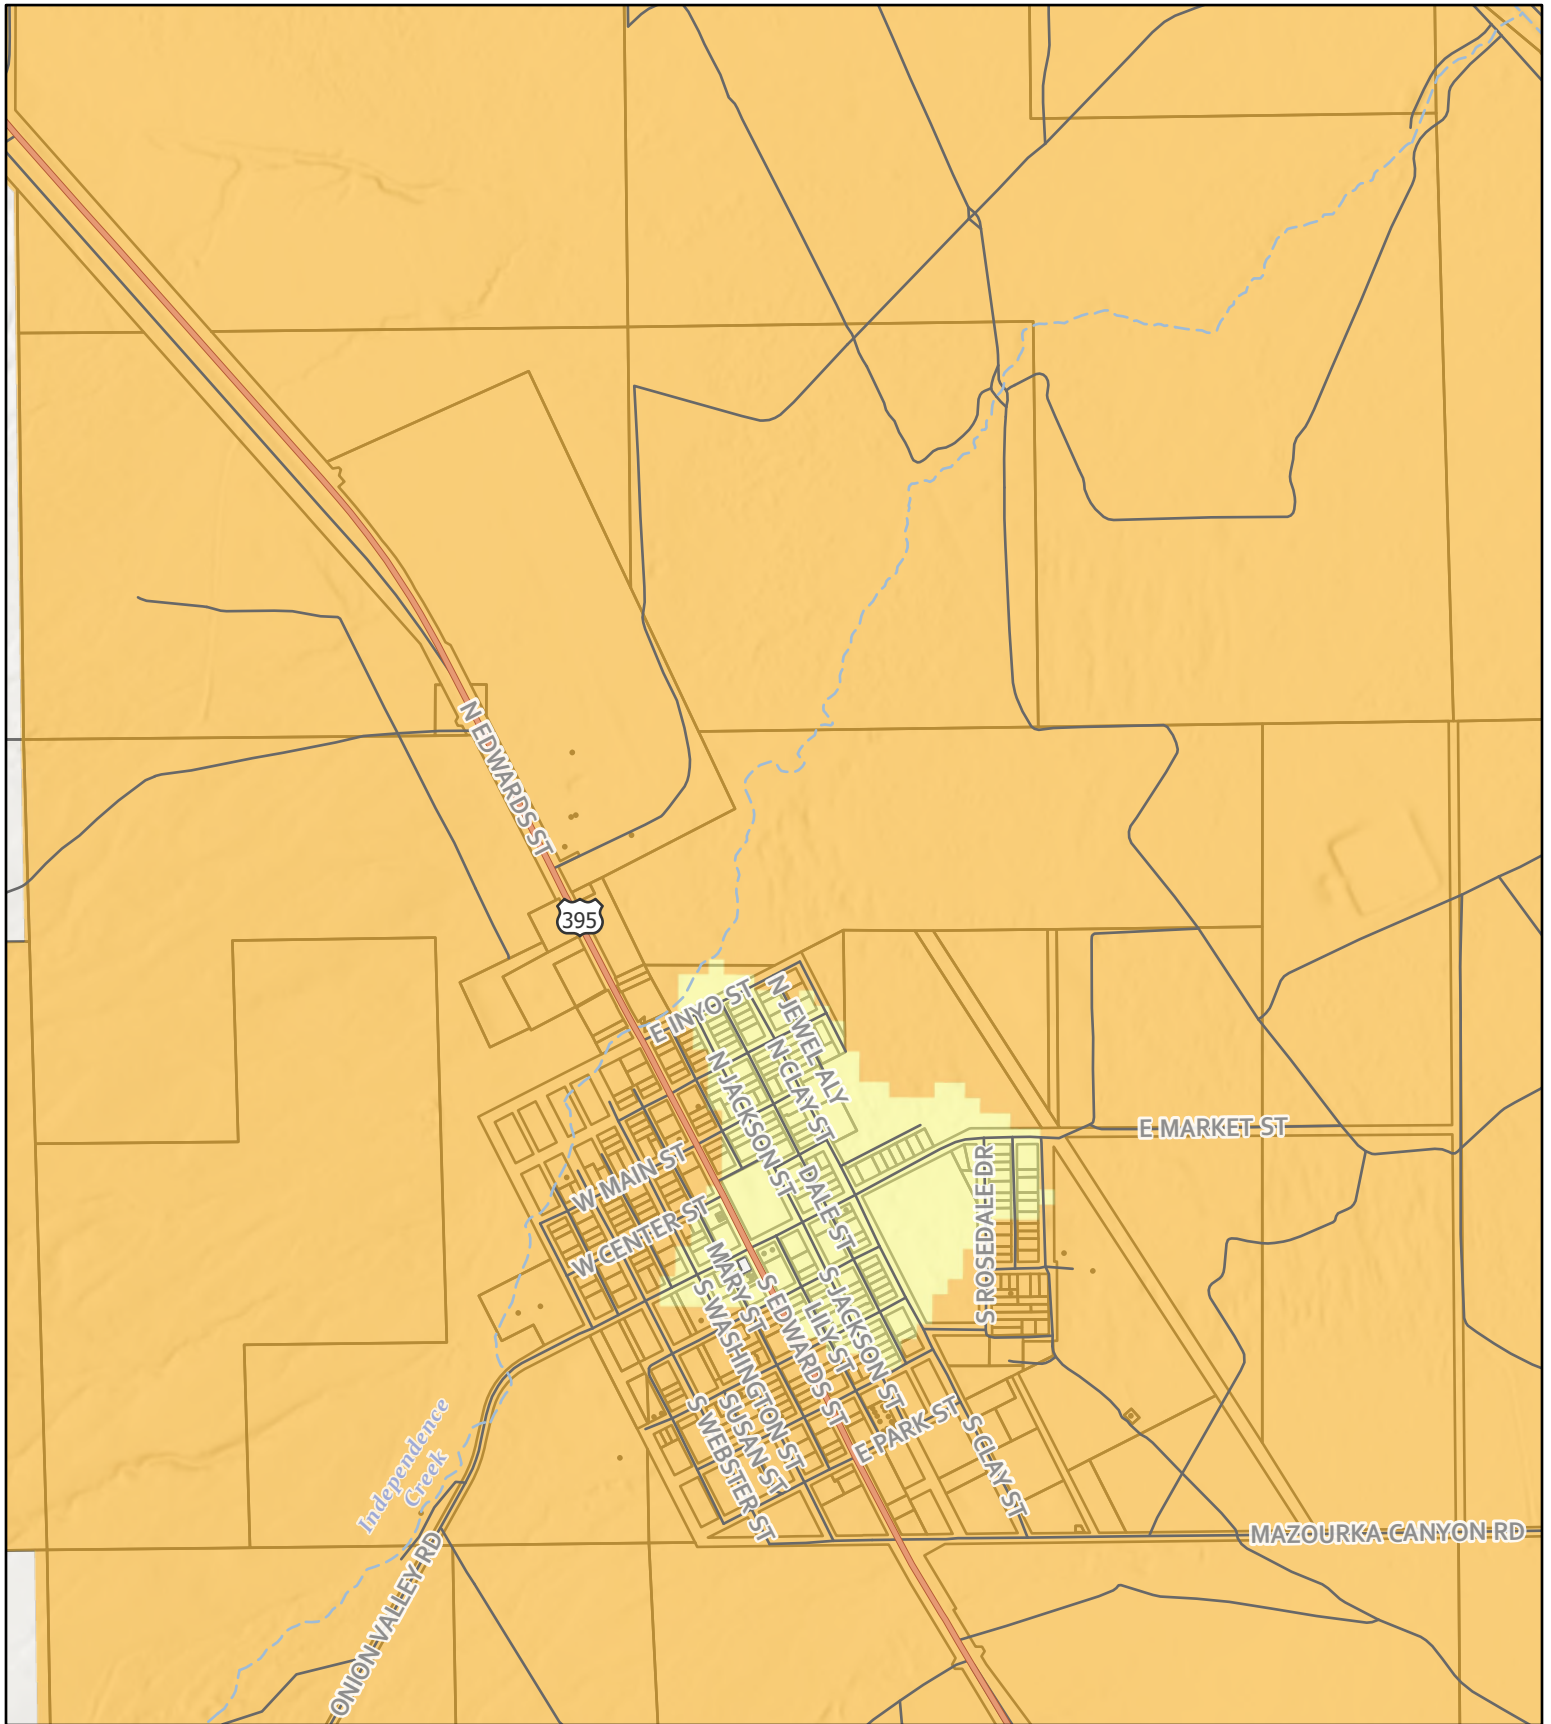 N EDWARDS ST
395
E INYO ST
N JEWEL ALY
N CLAY ST
N JACKSON ST
E MARKET ST
W MAIN ST
DALE ST
S ROSEDALE DR
W CENTER ST
MARY ST
S WASHINGTON ST
S EDWARDS ST
LILY ST
S JACKSON ST
SUSAN ST
S WEBSTER ST
E PARK ST
S CLAY ST
Independence
Creek
MAZOURKA CANYON RD
ONION VALLEY RD